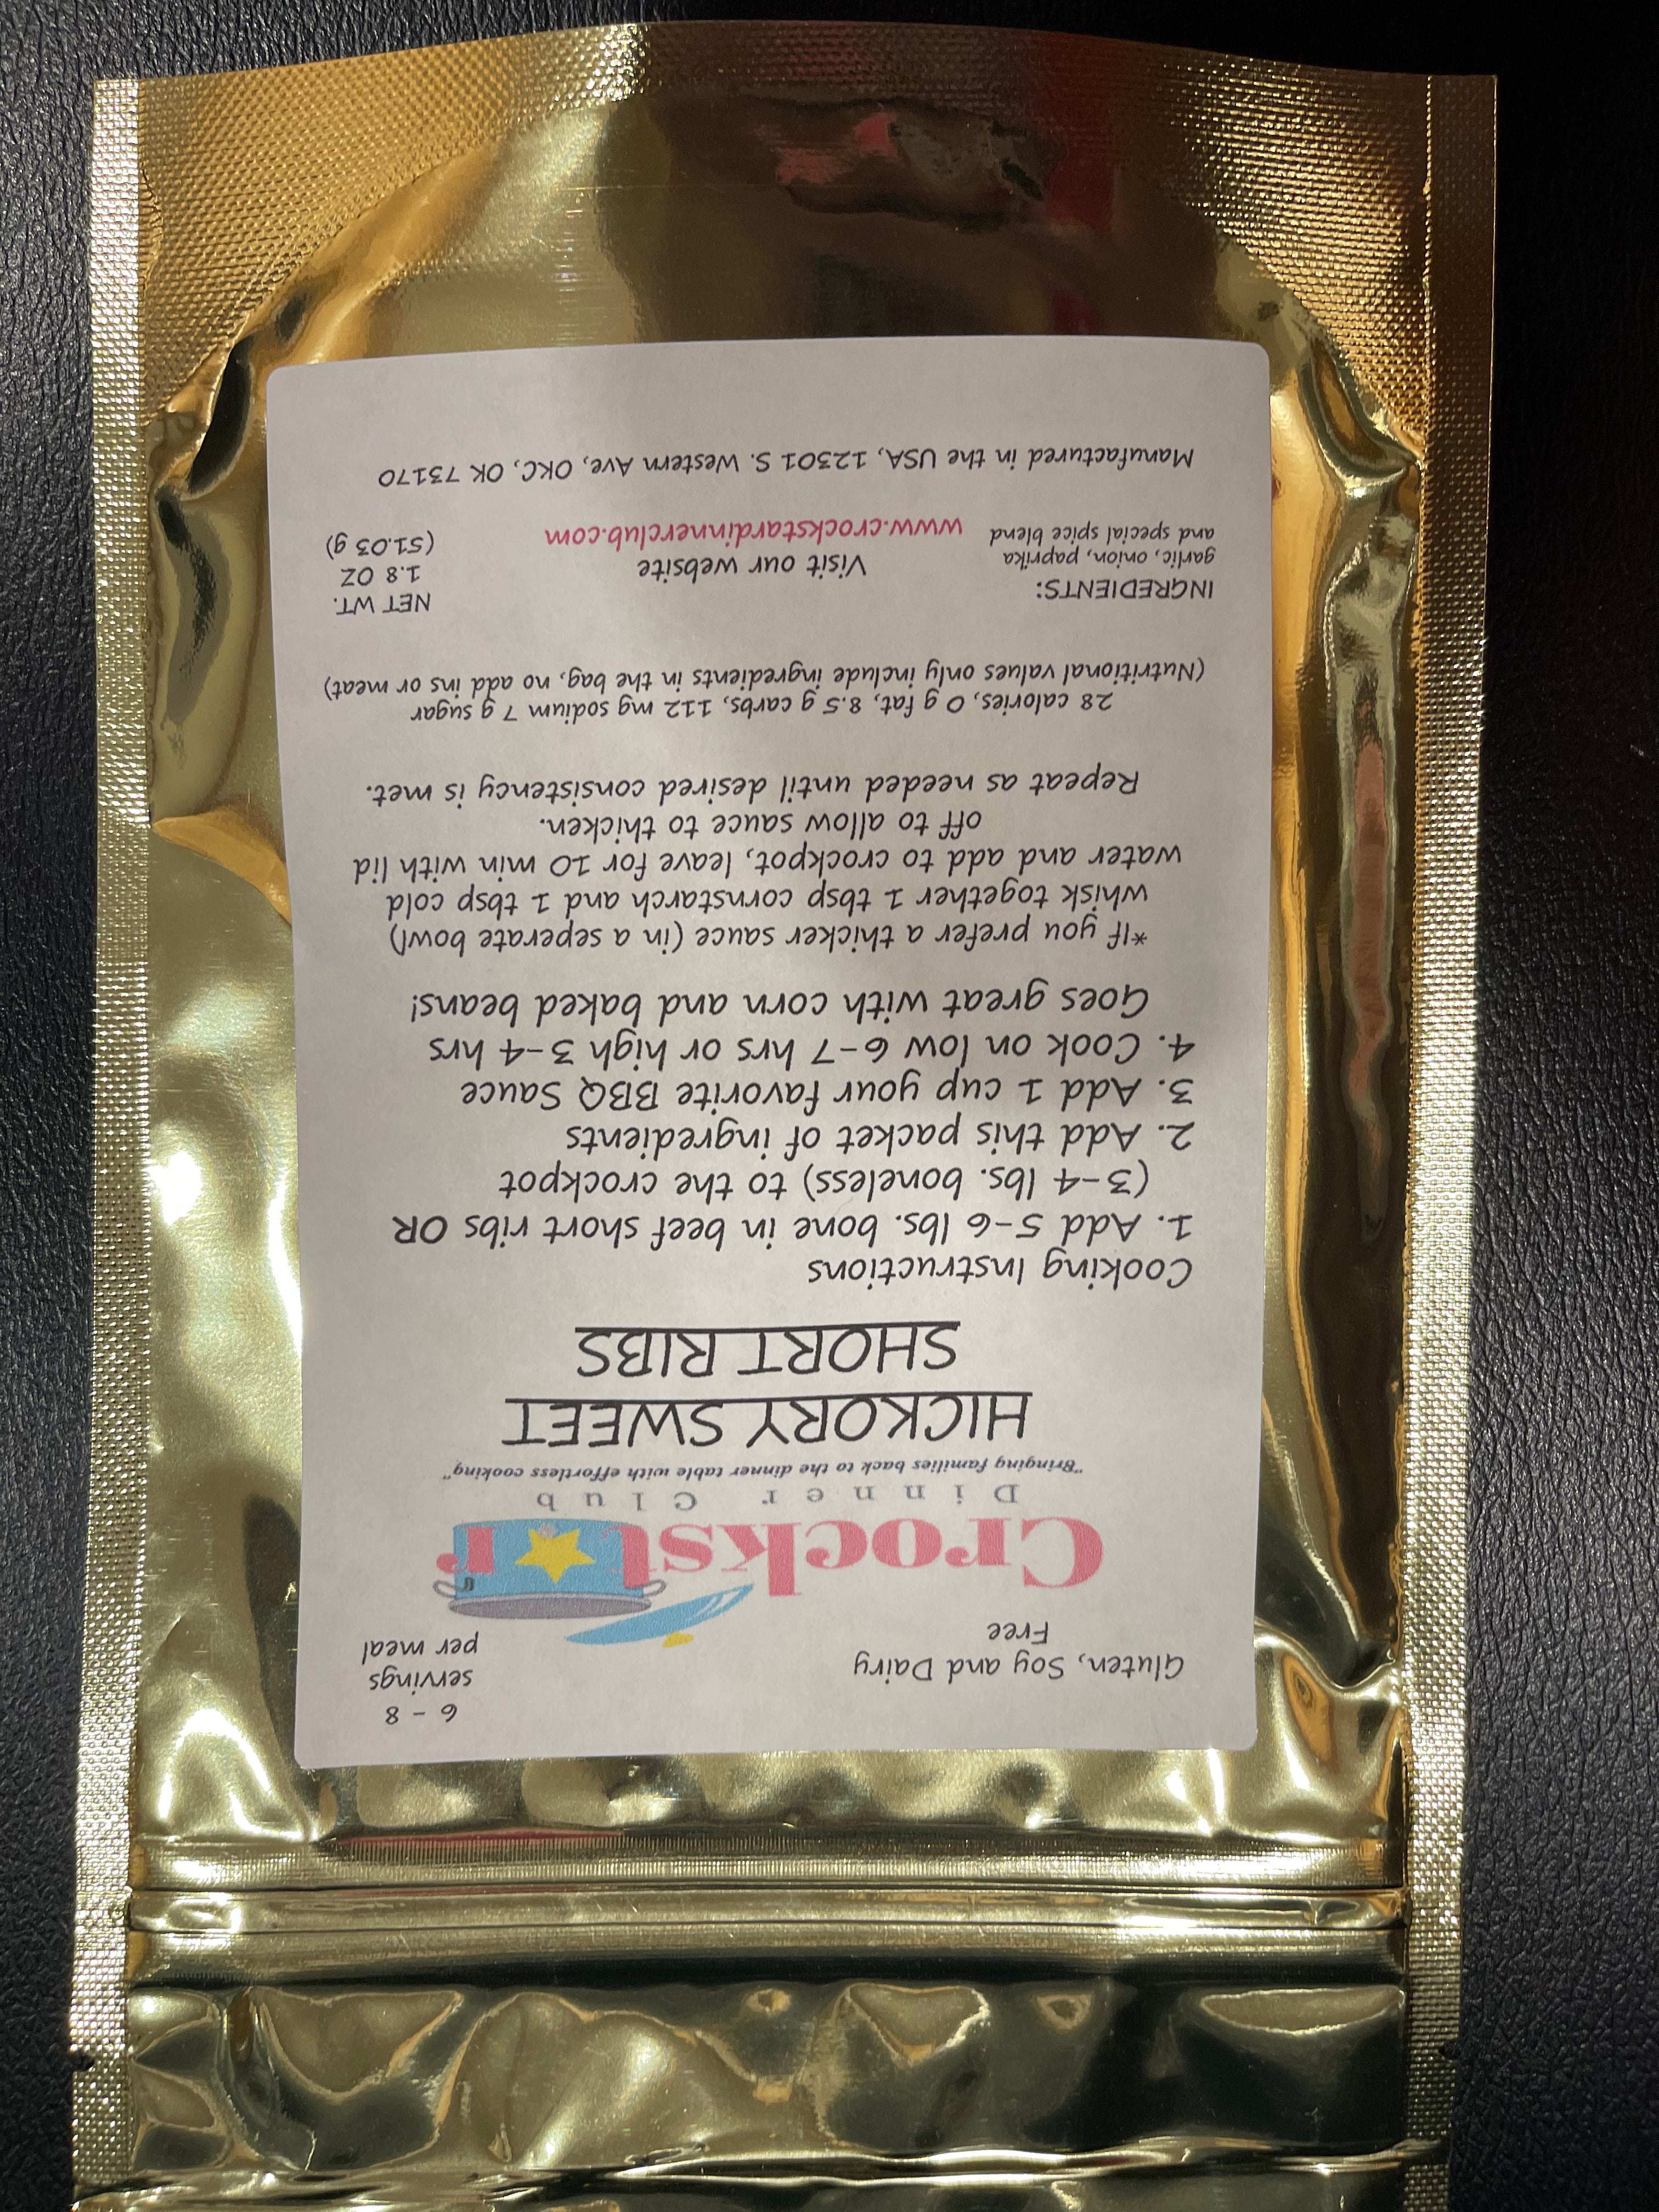 Gluten, Soy and Dairy
Free
6 - 8
servings
per meal
Crockstar
Dinner Club
"Bringing families back to the dinner table with effortless cooking"
HICKORY SWEET
SHORT RIBS
Cooking Instructions
1. Add 5-6 lbs. bone in beef short ribs OR
(3-4 lbs. boneless) to the crockpot
2. Add this packet of ingredients
3. Add 1 cup your favorite BBQ Sauce
4. Cook on low 6-7 hrs or high 3-4 hrs
Goes great with corn and baked beans!
*If you prefer a thicker sauce (in a seperate bowl)
whisk together 1 tbsp cornstarch and 1 tbsp cold
water and add to crockpot, leave for 10 min with lid
off to allow sauce to thicken.
Repeat as needed until desired consistency is met.
28 calories, 0 g fat, 8.5 g carbs, 112 mg sodium 7 g sugar
(Nutritional values only include ingredients in the bag, no add ins or meat)
INGREDIENTS:
garlic, onion, paprika
and special spice blend
Visit our website
www.crockstardinnerclub.com
NET WT.
1.8 OZ
(51.03 g)
Manufactured in the USA, 12301 S. Western Ave, OKC, OK 73170